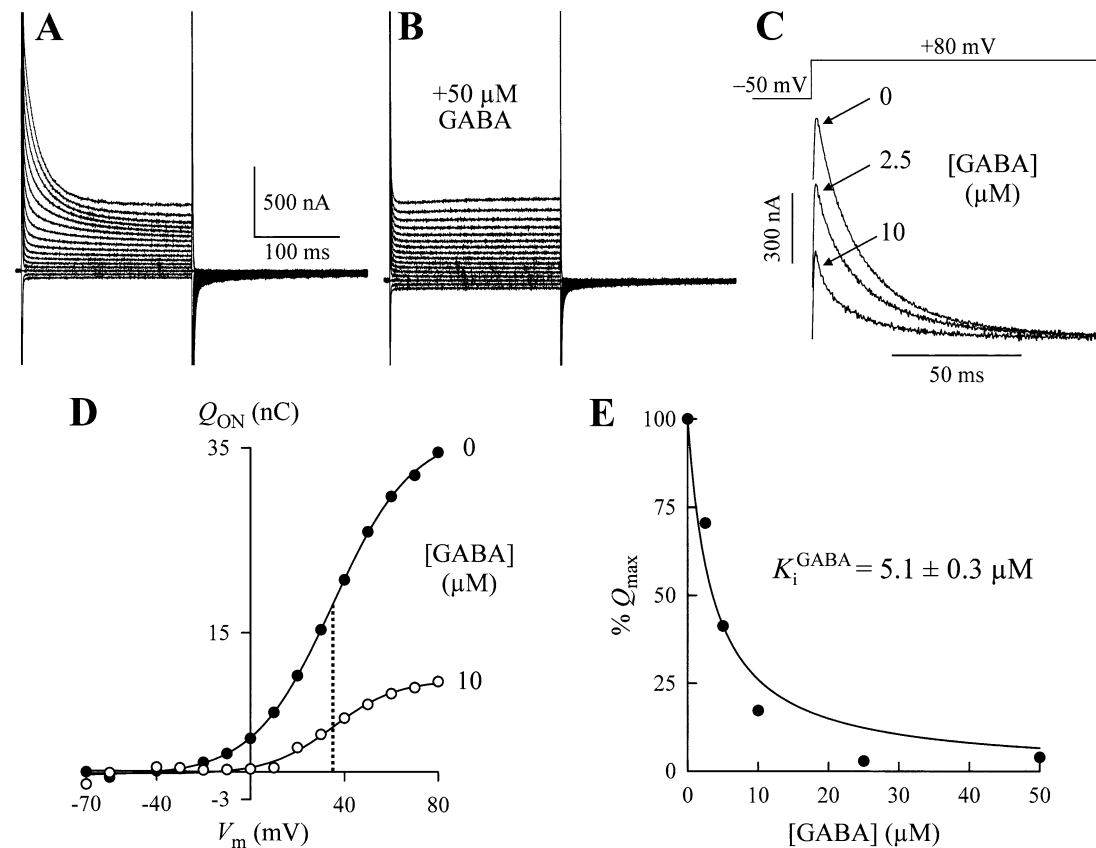 A
+50 µM
GABA
500 nA
100 ms
B
C
+80 mV
−50 mV
0
2.5
10
[GABA]
(µM)
300 nA
50 ms
D
Q_ON (nC)
35
15
-3
-70
-40
40
80
V_m (mV)
0
10
[GABA]
(µM)
E
100
75
50
25
0
% Q_max
K_i^GABA = 5.1 ± 0.3 µM
0
10
20
30
40
50
[GABA] (µM)